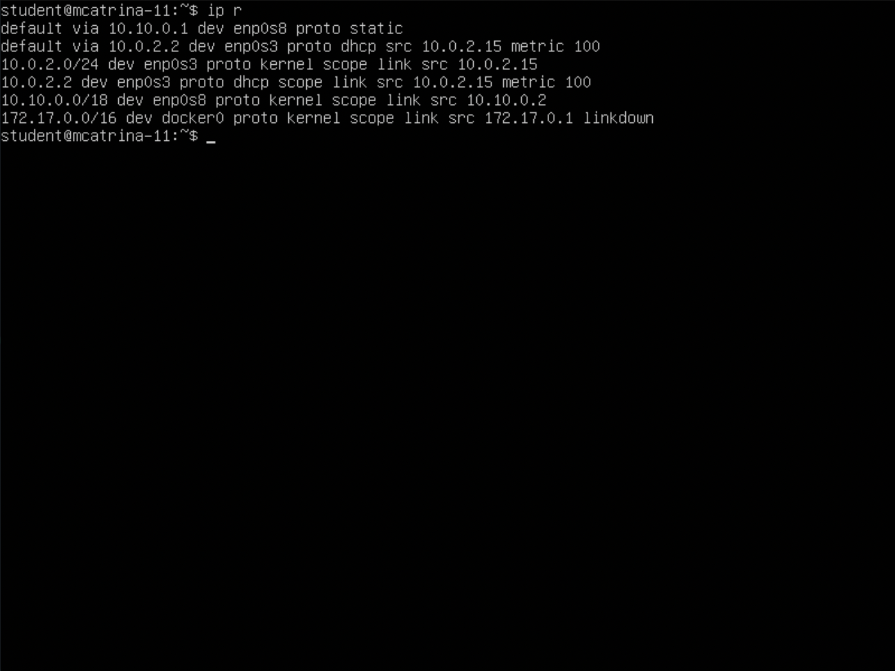 student@mcatrina-11:~$ ip r
default via 10.10.0.1 dev enp0s8 proto static
default via 10.0.2.2 dev enp0s3 proto dhcp src 10.0.2.15 metric 100
10.0.2.0/24 dev enp0s3 proto kernel scope link src 10.0.2.15
10.0.2.2 dev enp0s3 proto dhcp scope link src 10.0.2.15 metric 100
10.10.0.0/18 dev enp0s8 proto kernel scope link src 10.10.0.2
172.17.0.0/16 dev docker0 proto kernel scope link src 172.17.0.1 linkdown
student@mcatrina-11:~$ _